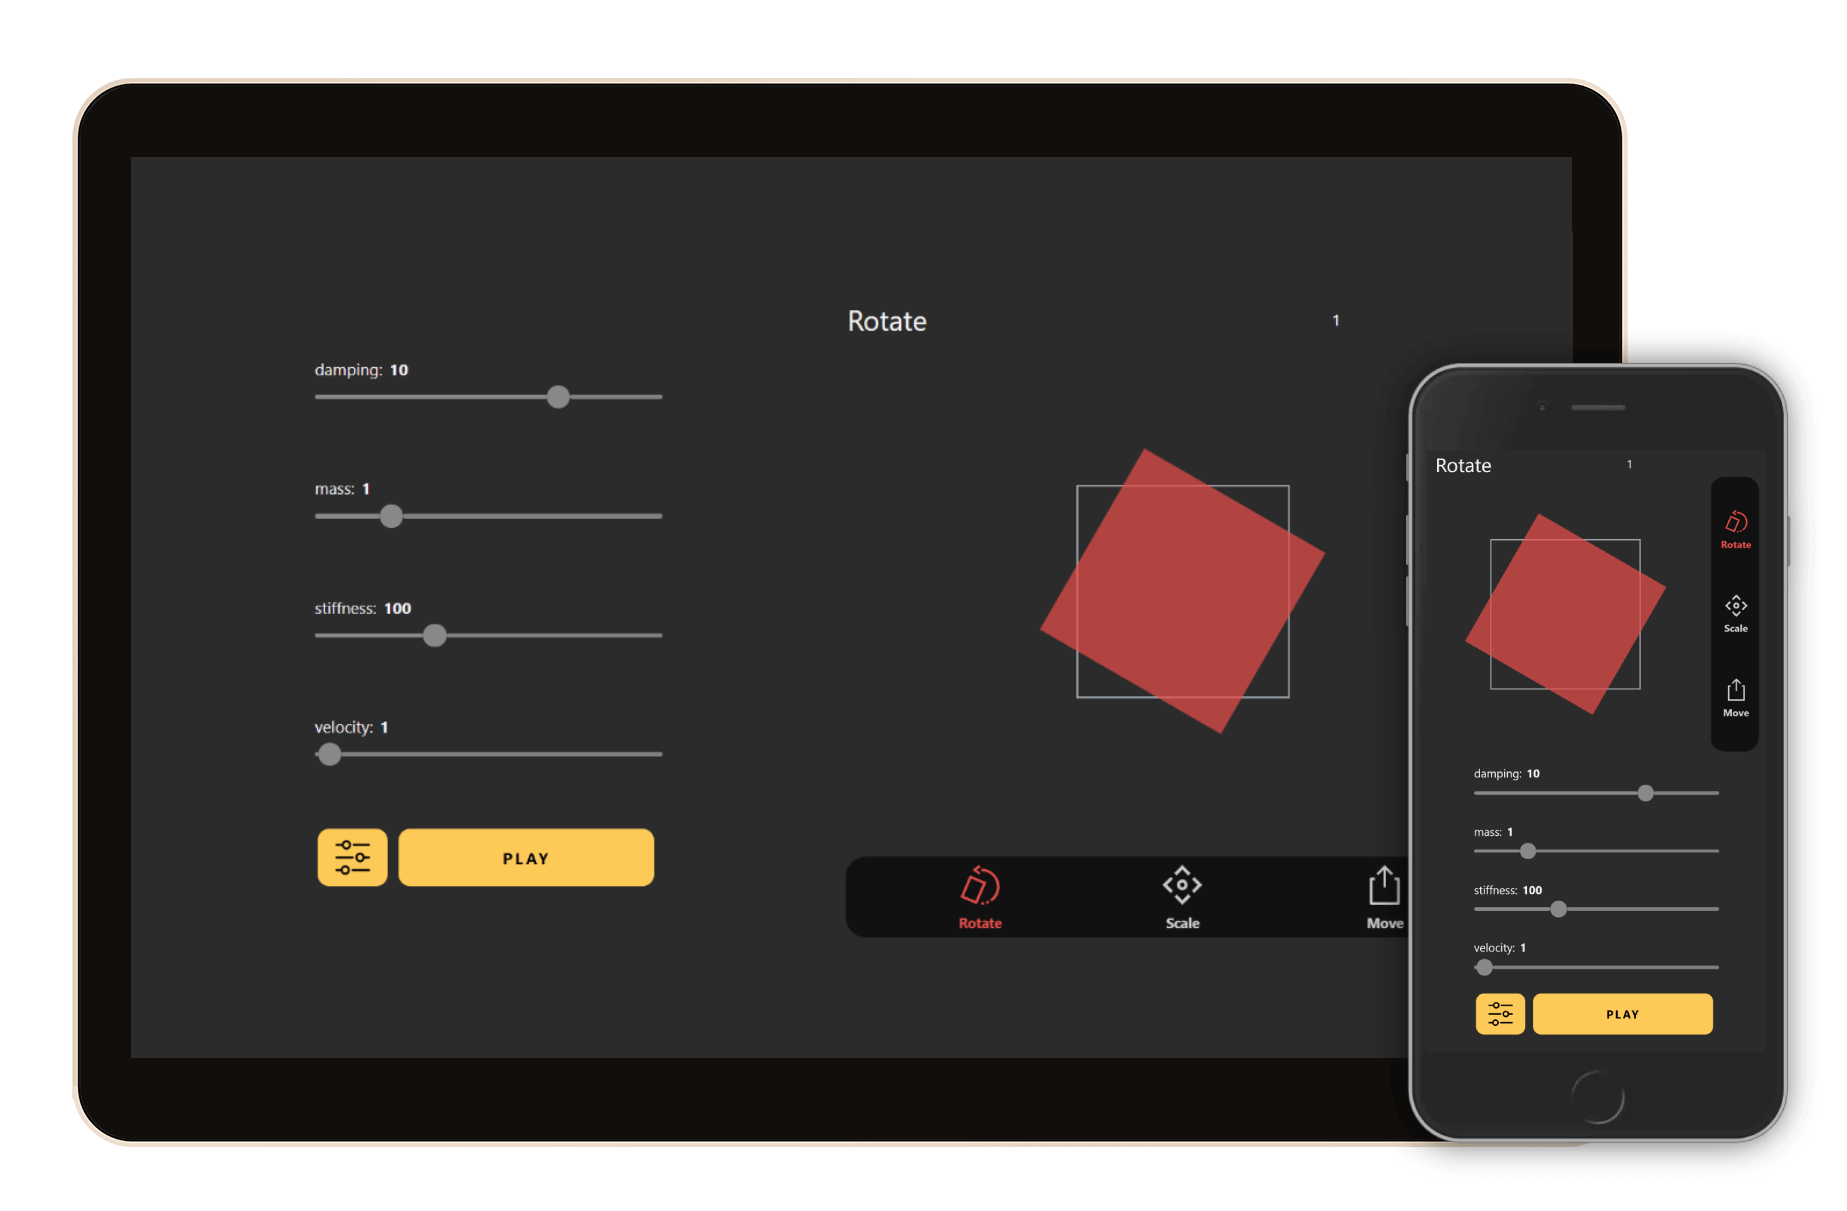 Rotate
1
damping: 10
mass: 1
stiffness: 100
velocity: 1
PLAY
Rotate
Scale
Move
Rotate
1
Rotate
Scale
Move
damping: 10
mass: 1
stiffness: 100
velocity: 1
PLAY